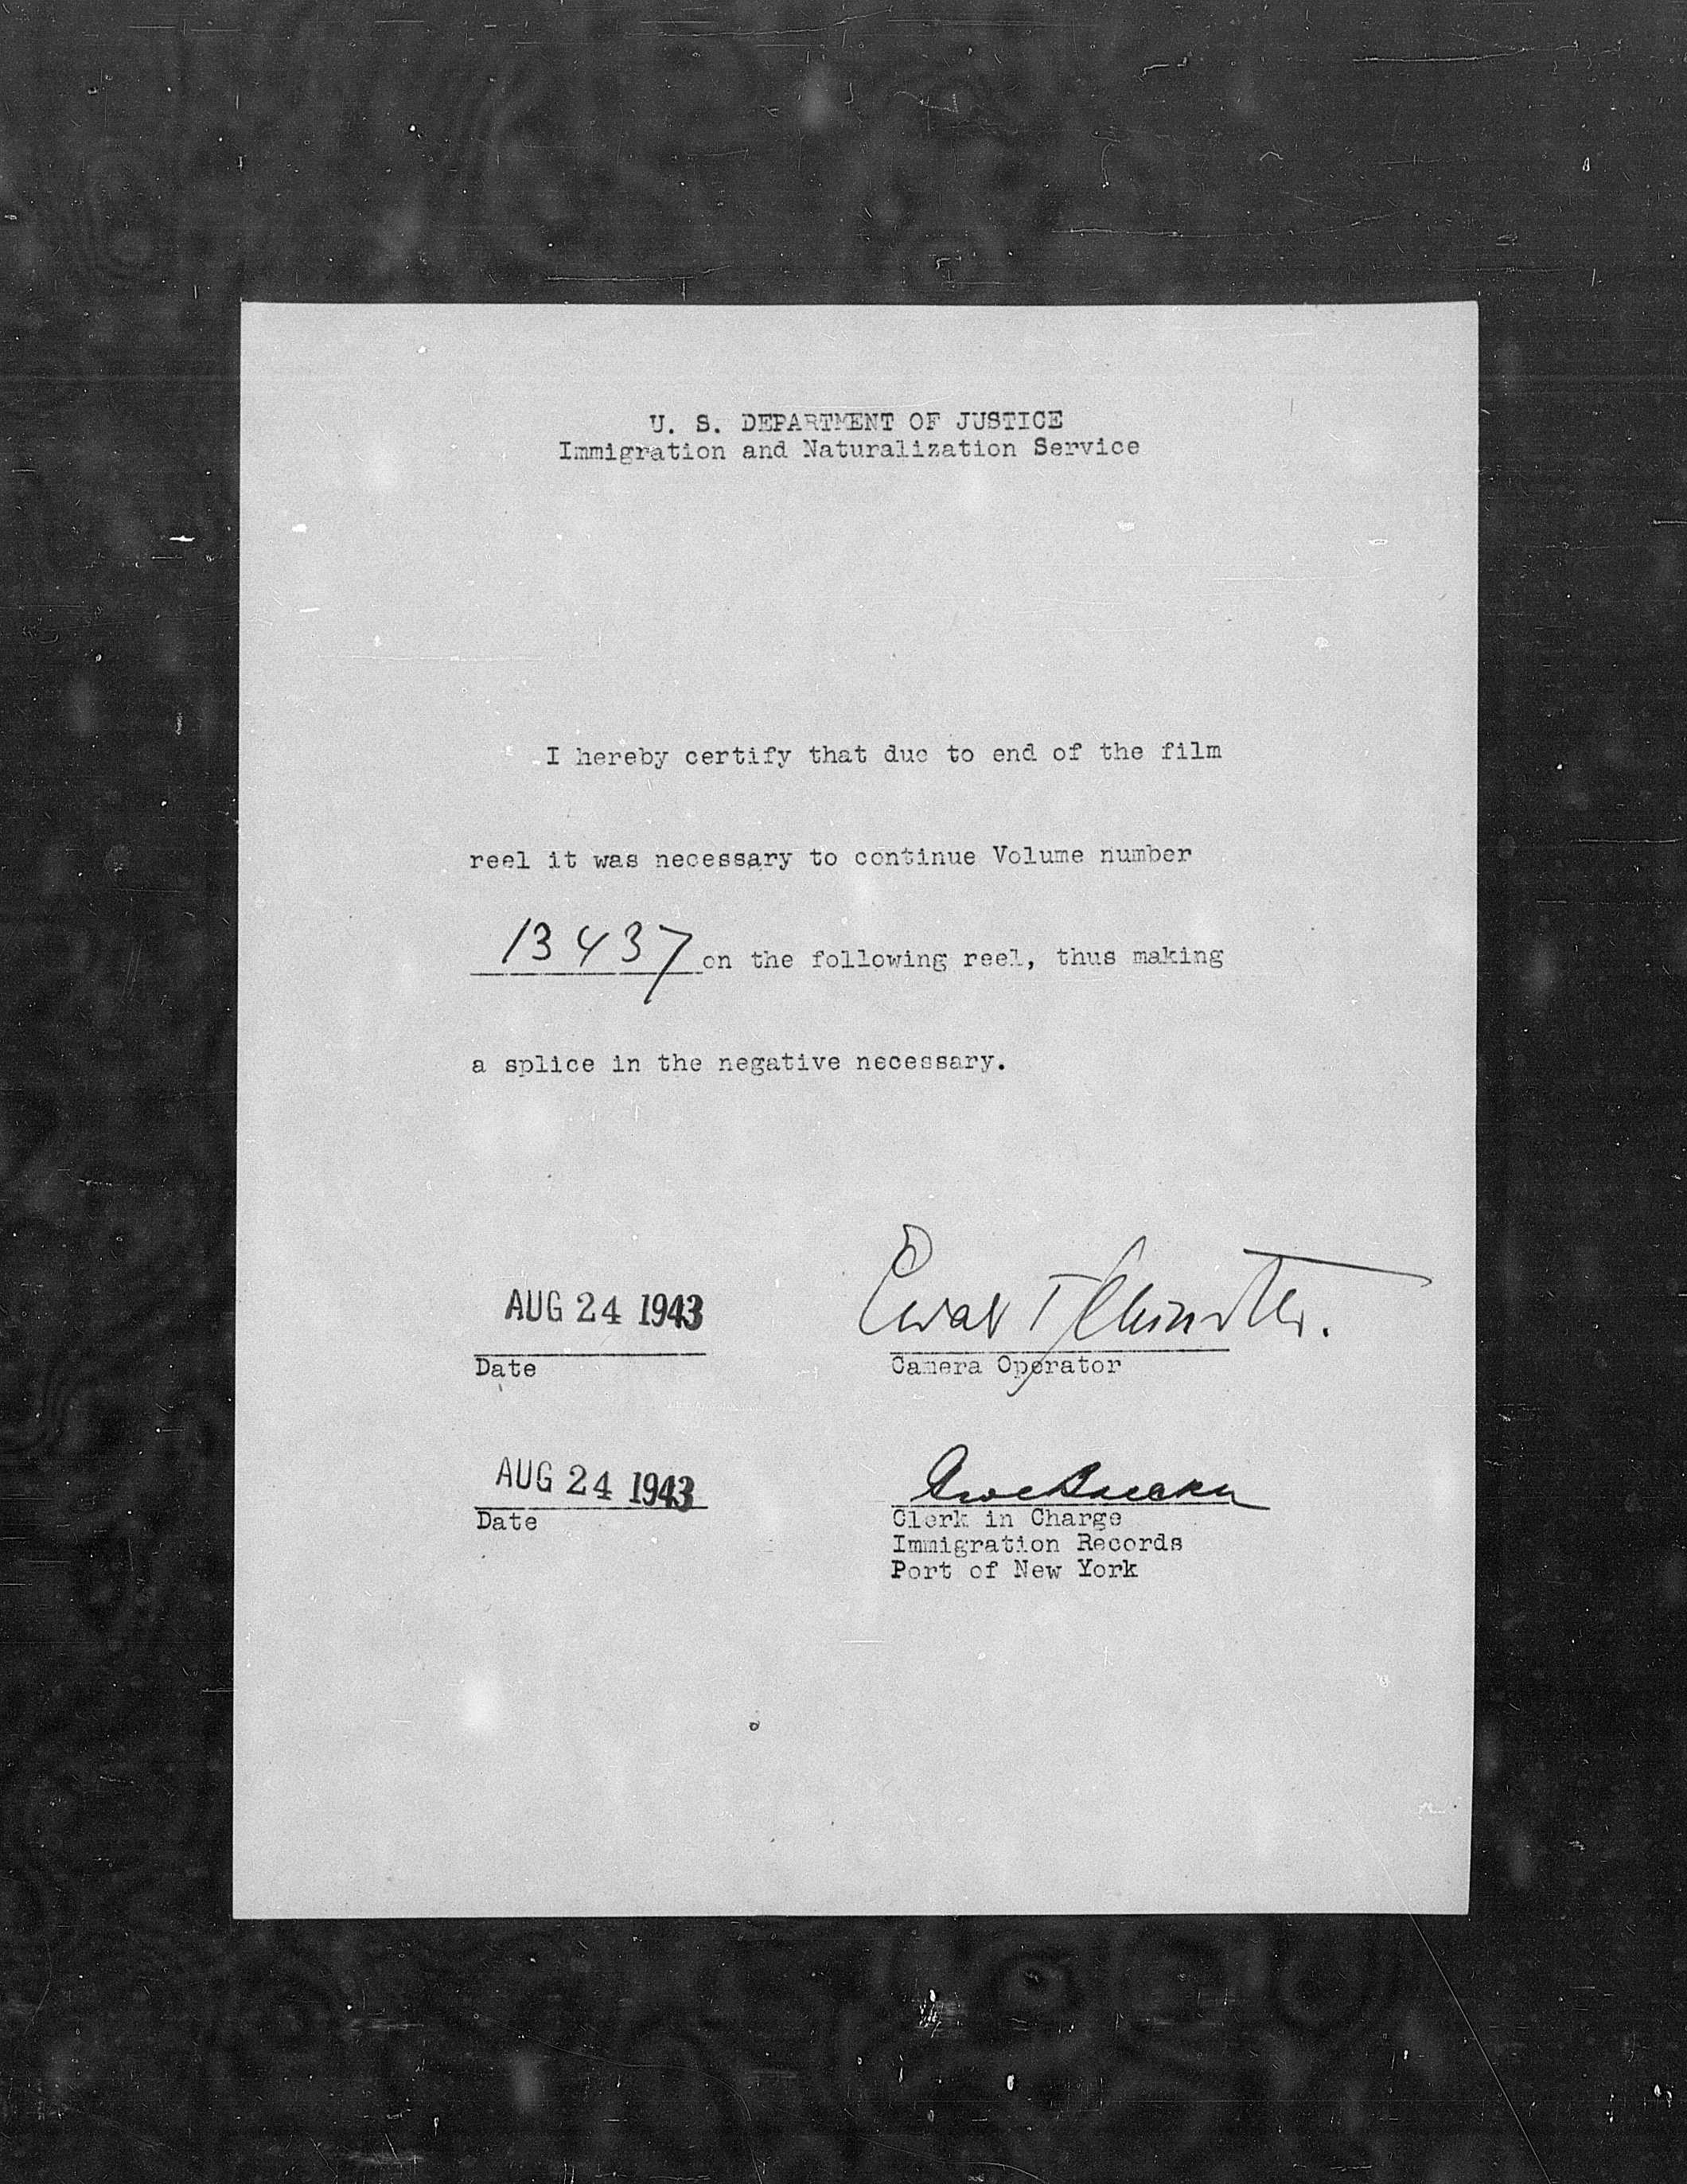 U. S. DEPARTMENT OF JUSTICE
Immigration and Naturalization Service
I hereby certify that due to end of the film
reel it was necessary to continue Volume number
13437 on the following reel, thus making
a splice in the negative necessary.
AUG 24 1943
Date
Camera Operator
AUG 24 1943
Date
Clerk in Charge
Immigration Records
Port of New York